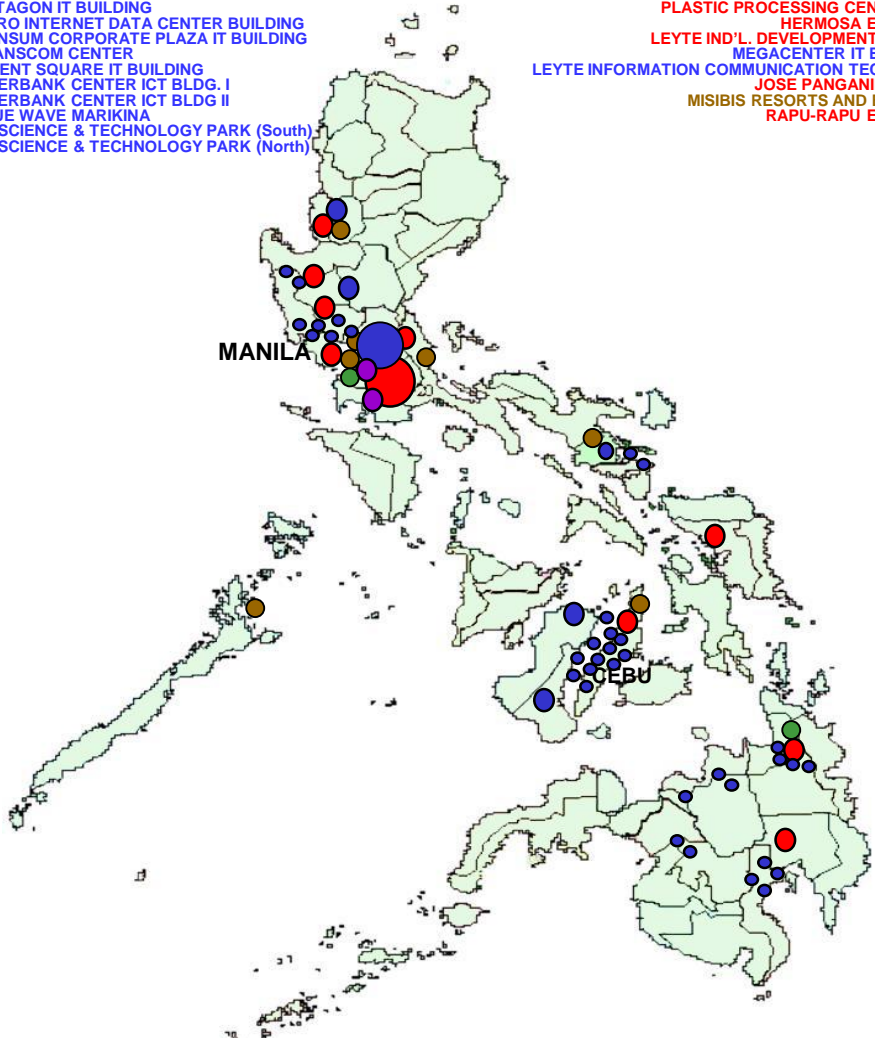 TAGON IT BUILDING
RO INTERNET DATA CENTER BUILDING
NSUM CORPORATE PLAZA IT BUILDING
ANSCOM CENTER
ENT SQUARE IT BUILDING
ERBANK CENTER ICT BLDG. I
ERBANK CENTER ICT BLDG II
UE WAVE MARIKINA
SCIENCE & TECHNOLOGY PARK (South)
SCIENCE & TECHNOLOGY PARK (North)
PLASTIC PROCESSING CEN
HERMOSA E
LEYTE IND'L. DEVELOPMENT
MEGACENTER IT B
LEYTE INFORMATION COMMUNICATION TEC
JOSE PANGANI
MISIBIS RESORTS AND
RAPU-RAPU E
MANILA
CEBU